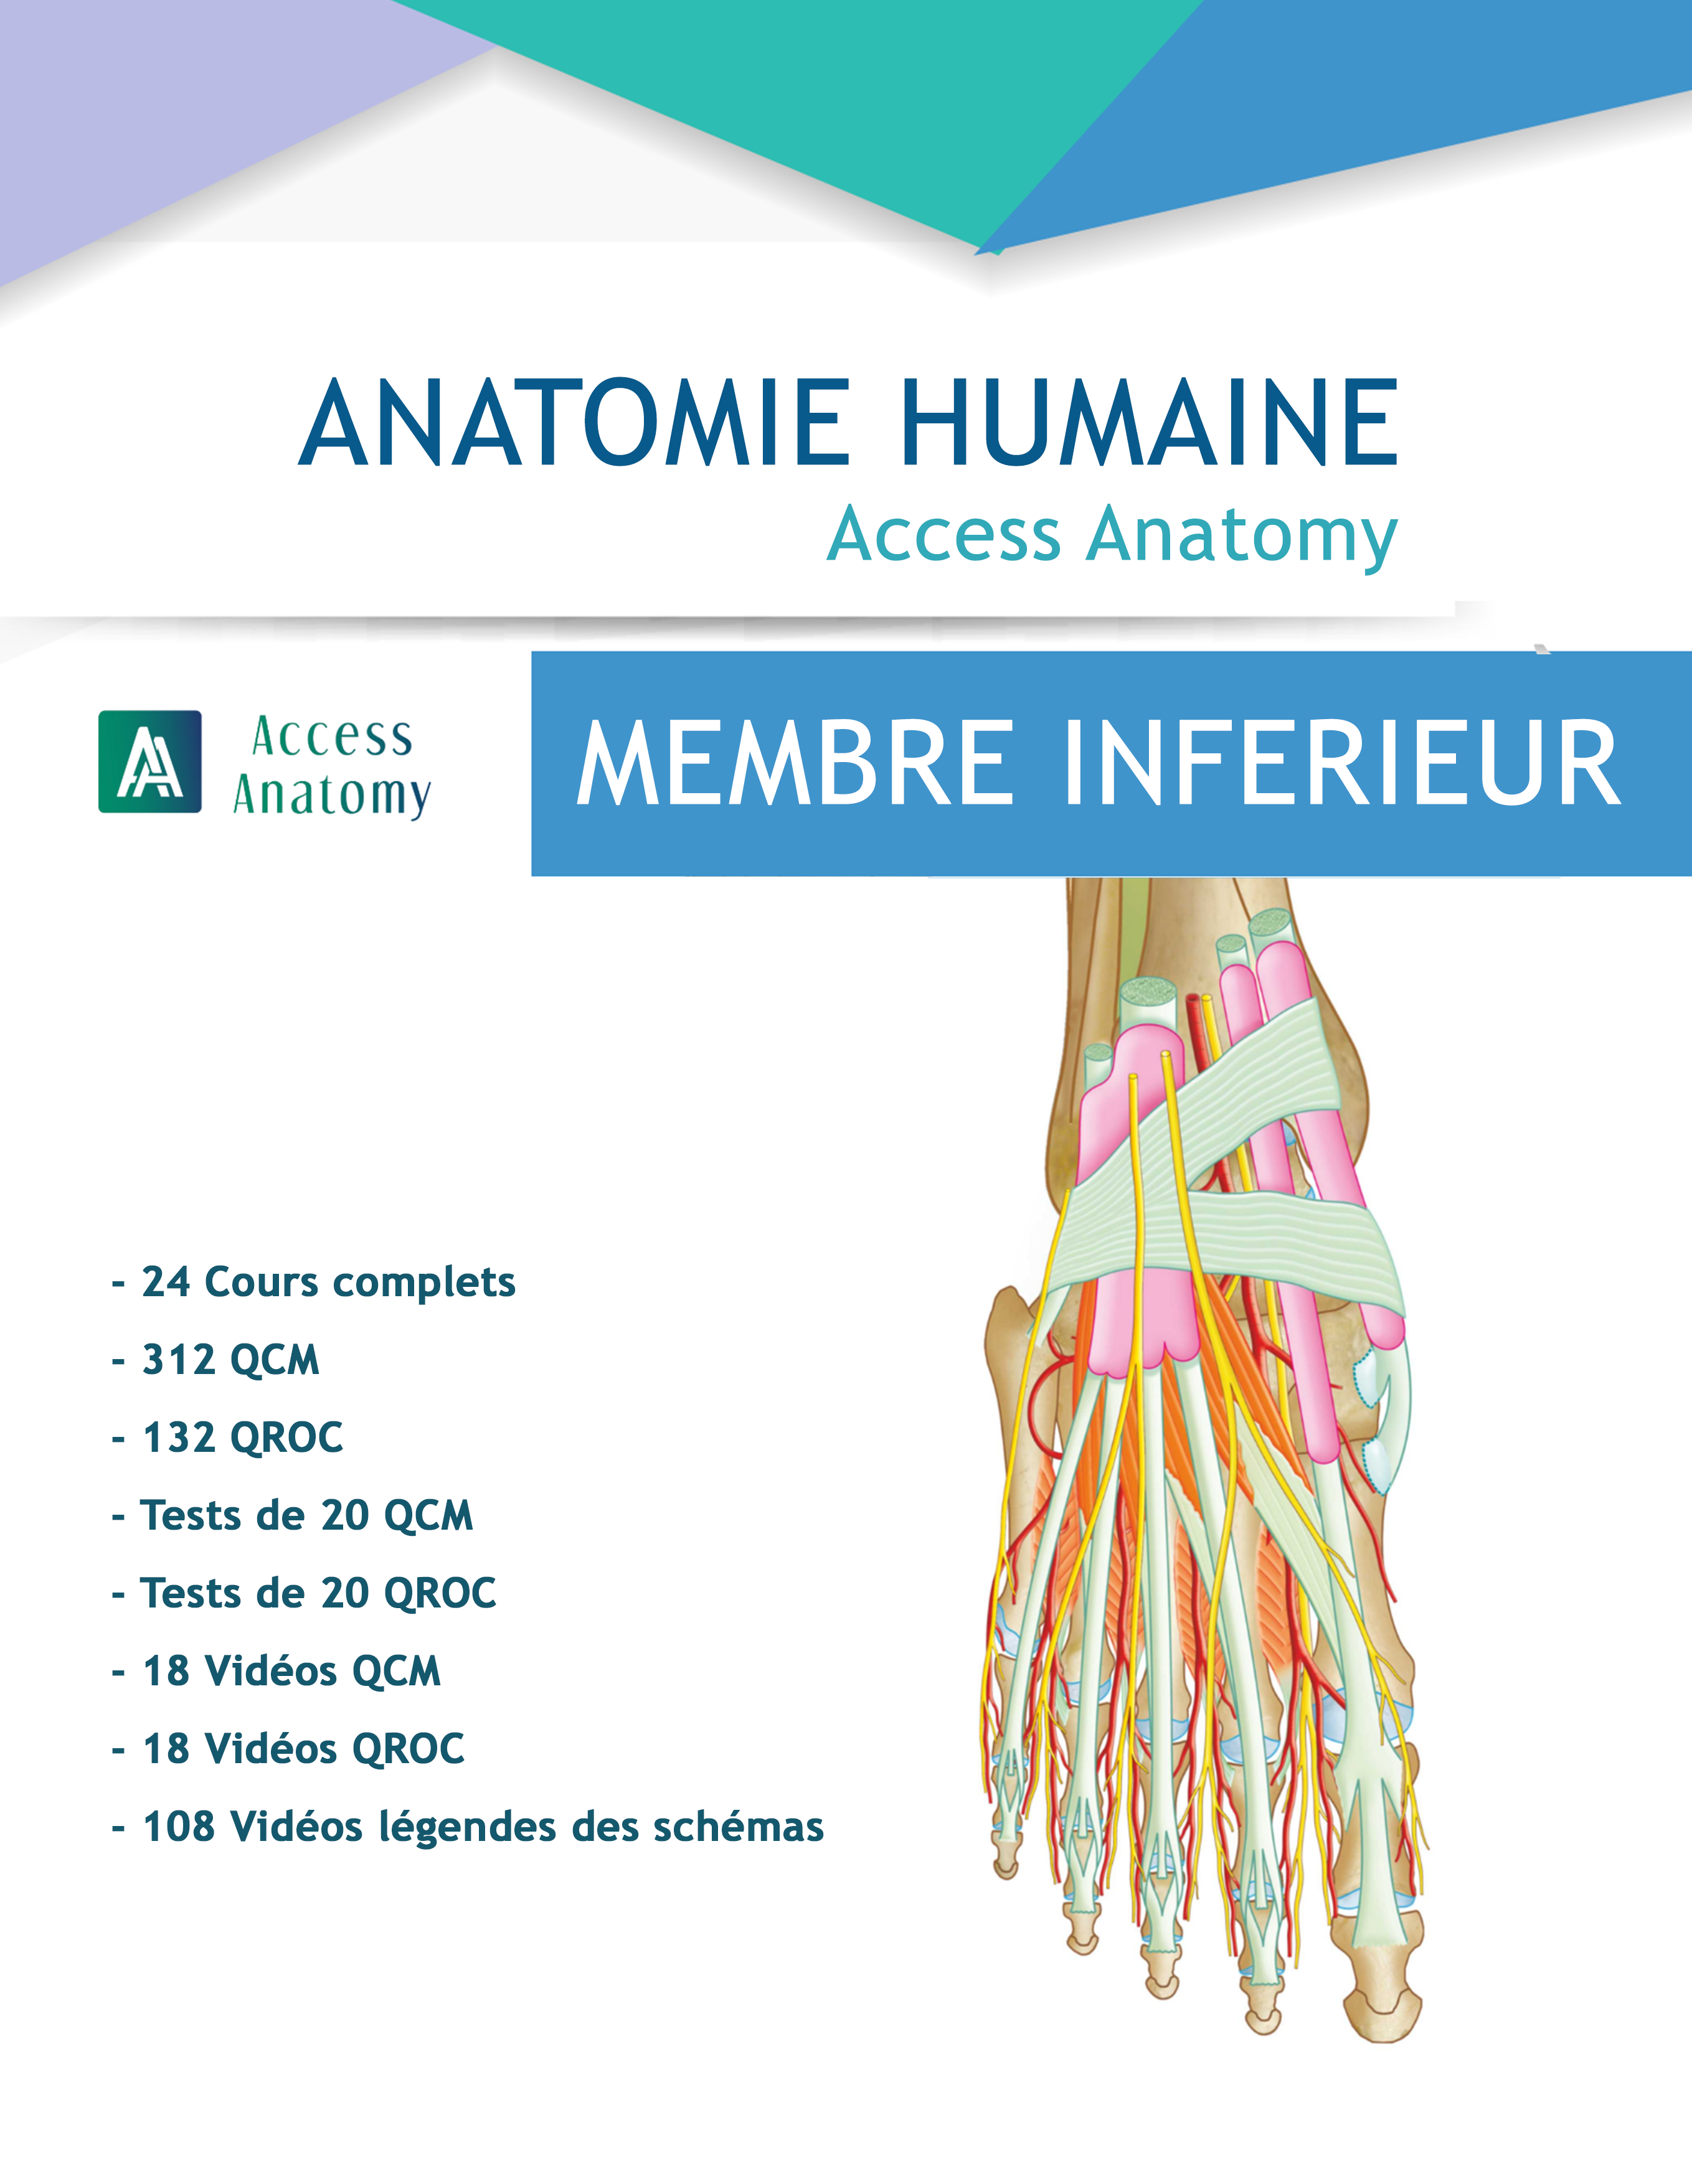 ANATOMIE HUMAINE
Access Anatomy
AA
Access
Anatomy
MEMBRE INFERIEUR
- 24 Cours complets
- 312 QCM
- 132 QROC
- Tests de 20 QCM
- Tests de 20 QROC
- 18 Vidéos QCM
- 18 Vidéos QROC
- 108 Vidéos légendes des schémas